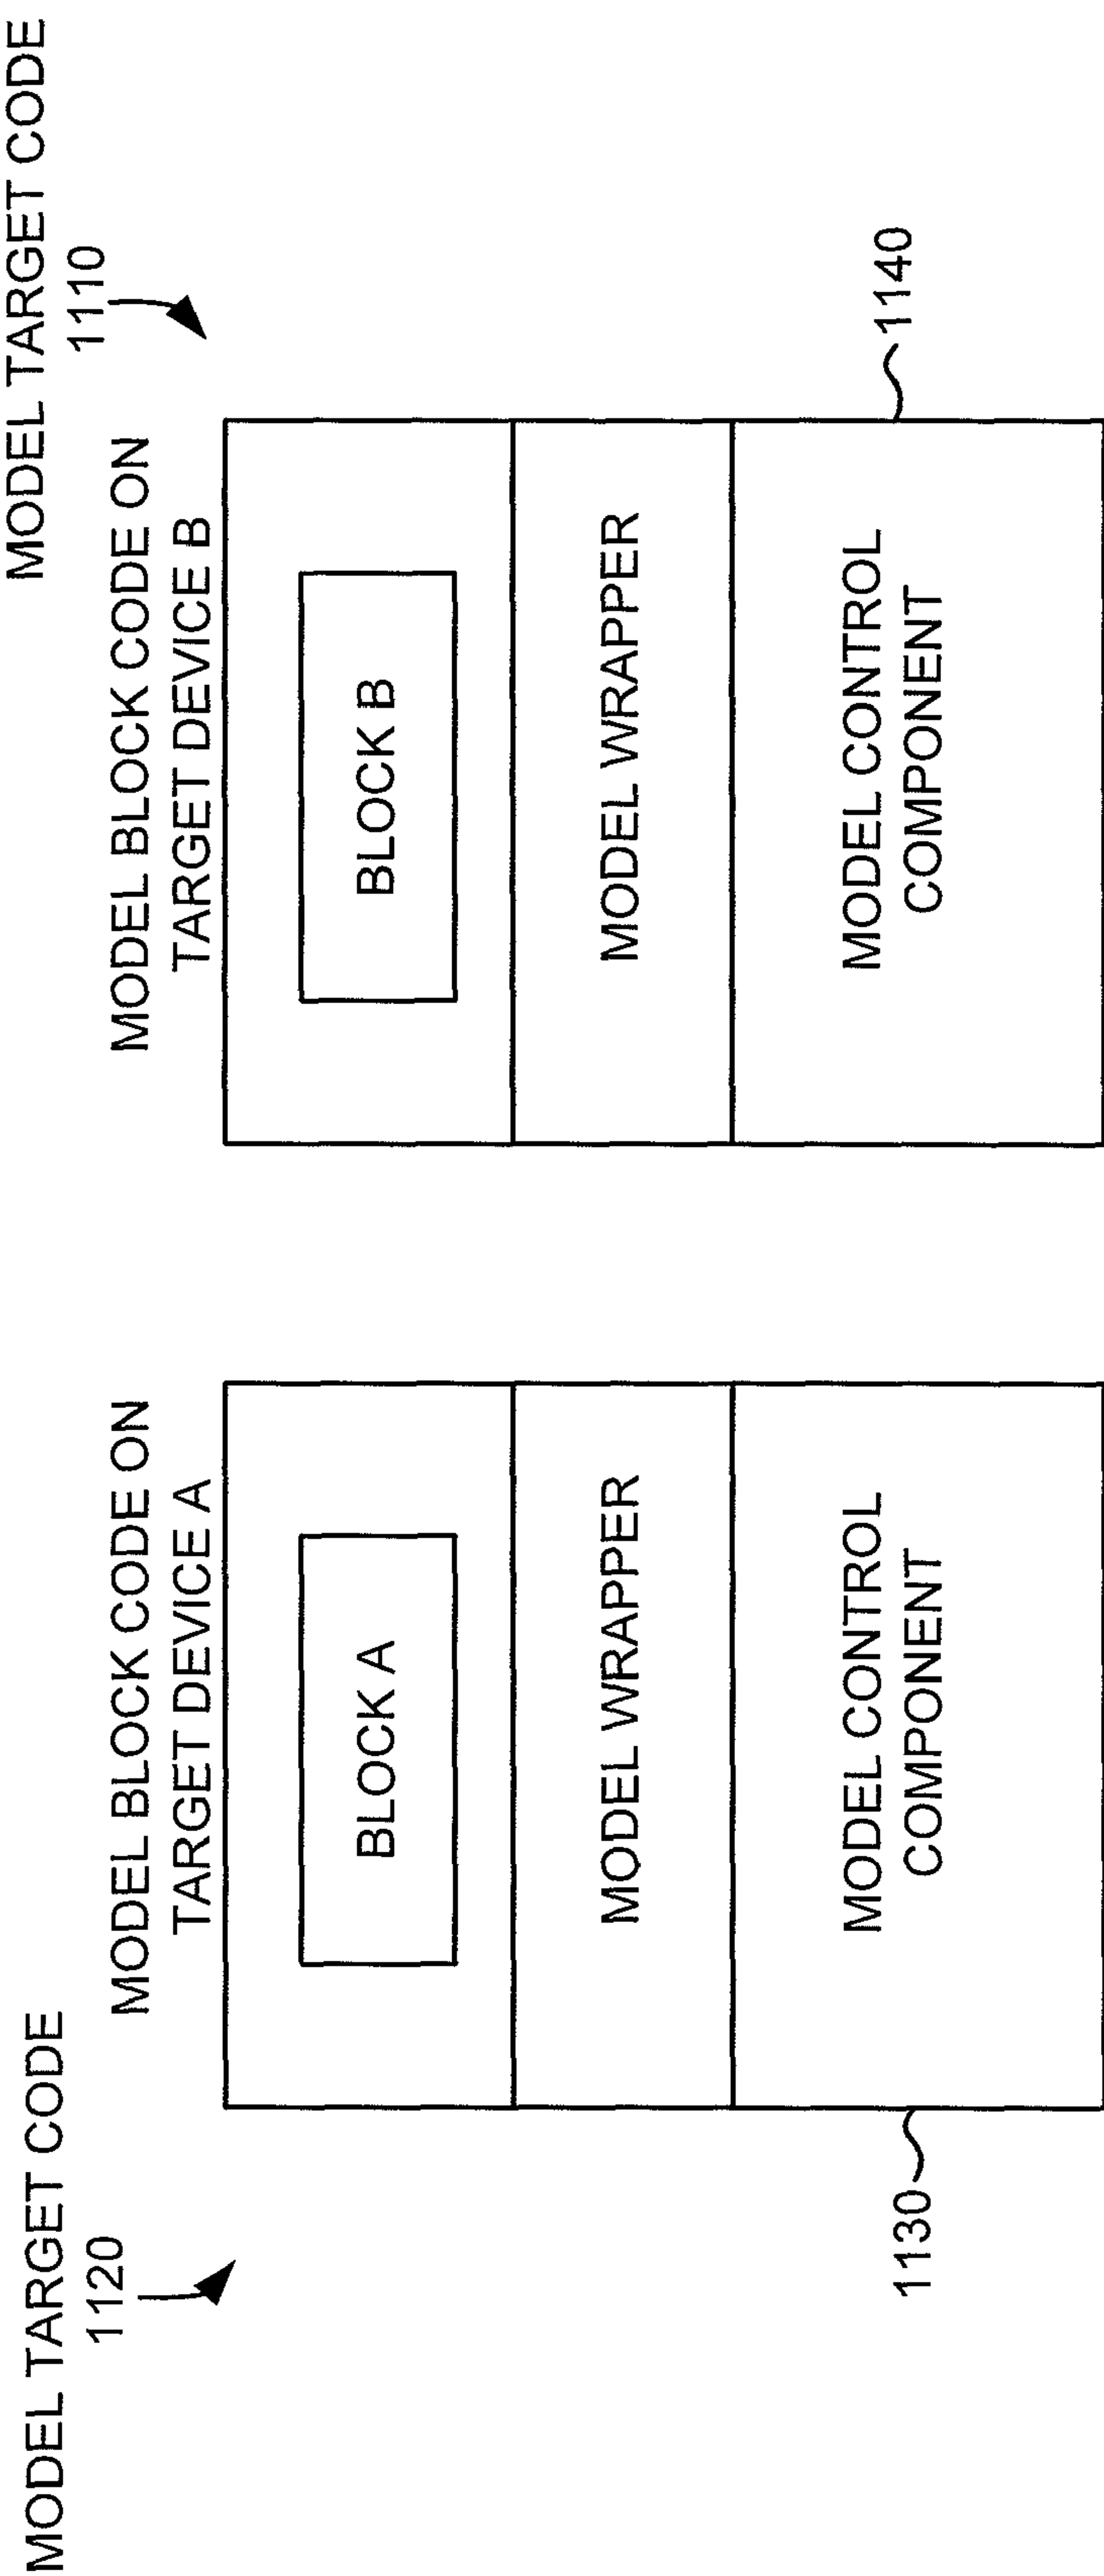 MODEL TARGET CODE
1120
MODEL BLOCK CODE ON
TARGET DEVICE A
BLOCK A
MODEL WRAPPER
MODEL CONTROL
COMPONENT
1130
MODEL TARGET CODE
1110
MODEL BLOCK CODE ON
TARGET DEVICE B
BLOCK B
MODEL WRAPPER
MODEL CONTROL
COMPONENT
1140